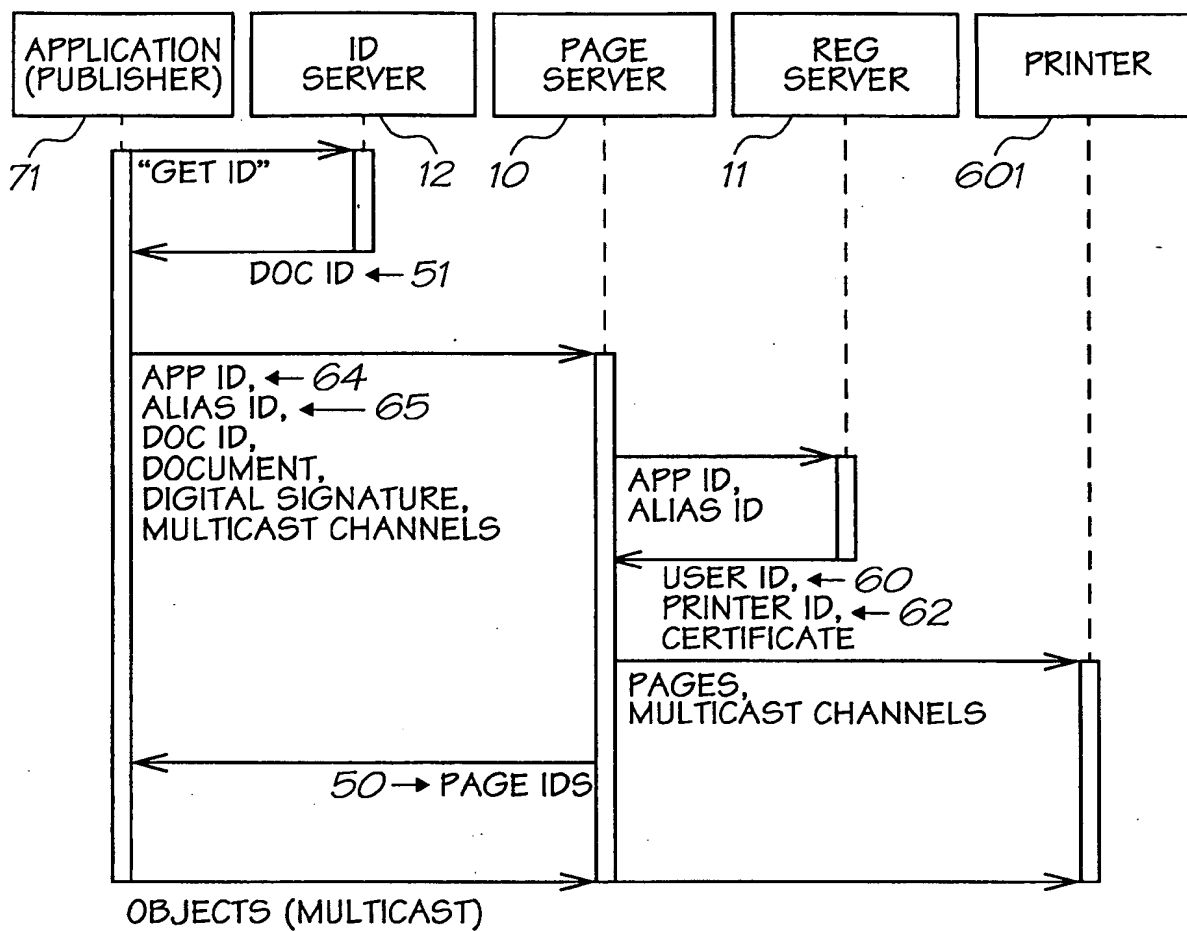 APPLICATION
(PUBLISHER)
ID
SERVER
PAGE
SERVER
REG
SERVER
PRINTER
71
12
10
11
601
"GET ID"
DOC ID ← 51
APP ID, ← 64
ALIAS ID, ← 65
DOC ID,
DOCUMENT,
DIGITAL SIGNATURE,
MULTICAST CHANNELS
APP ID,
ALIAS ID
USER ID, ← 60
PRINTER ID, ← 62
CERTIFICATE
PAGES,
MULTICAST CHANNELS
50 → PAGE IDS
OBJECTS (MULTICAST)